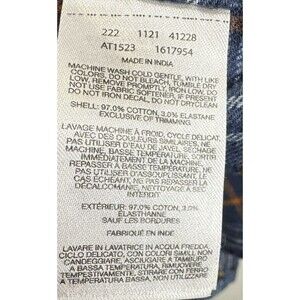 222 1121 41228
AT1523 1617954
MADE IN INDIA
MACHINE WASH COLD GENTLE, WITH LIKE
COLORS, DO NOT BLEACH, TUMBLE DRY
LOW, REMOVE PROMPTLY, IRON LOW, DO
NOT USE FABRIC SOFTENER, IF PRESENT
DO NOT IRON DECAL, DO NOT DRYCLEAN
SHELL: 97.0% COTTON, 3.0% ELASTANE
EXCLUSIVE OF TRIMMING
LAVAGE MACHINE À FROID, CYCLE DÉLICAT,
AVEC DES COULEURS SIMILAIRES,
PAS UTILISER D'EAU DE JAVEL, SÉCHAGE
MACHINE, BASSE TEMPÉRATURE, SORTIR
IMMÉDIATEMENT DE LA MACHINE,
REPASSER À BASSE TEMPÉRATURE, NE
PAS UTILISER D'ASSOUPLISSANT, LE
CAS ÉCHÉANT NE PAS REPASSER LA
DÉCALCOMANIE, NETTOYAGE À SEC
EXTÉRIEUR: 97.0% COTON, 3.0%
ÉLASTHANNE
SAUF LES BORDURES
FABRIQUÉ EN INDE
LAVARE IN LAVATRICE IN ACQUA FREDDA,
CICLO DELICATO, CON COLORI SIMILI NON
CANDEGGIARE, ASCIUGARE A TAMBURO
A BASSA TEMPERATURA, RIMUOVERE
TEMPESTIVAMENTE, STIRARE CON FERRO
A BASSA TEMPERATURA, NON